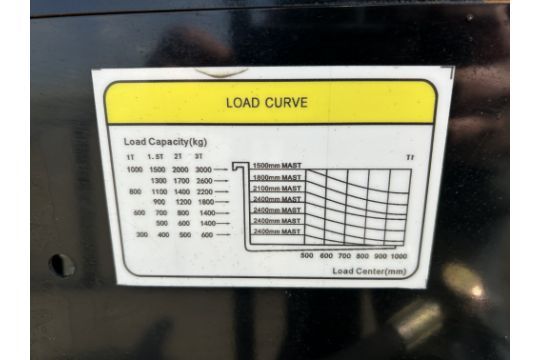 LOAD CURVE
Load Capacity(kg)
1T 1.5T 2T 3T
1000 1500 2000 3000 1500mm MAST
1300 1700 2600 1800mm MAST
800 1100 1400 2200 2100mm MAST
900 1200 1800 2400mm MAST
600 700 800 1400 2400mm MAST
500 600 1400 2400mm MAST
300 400 500 600 2400mm MAST
500 600 700 800 900 1000
Load Center(mm)